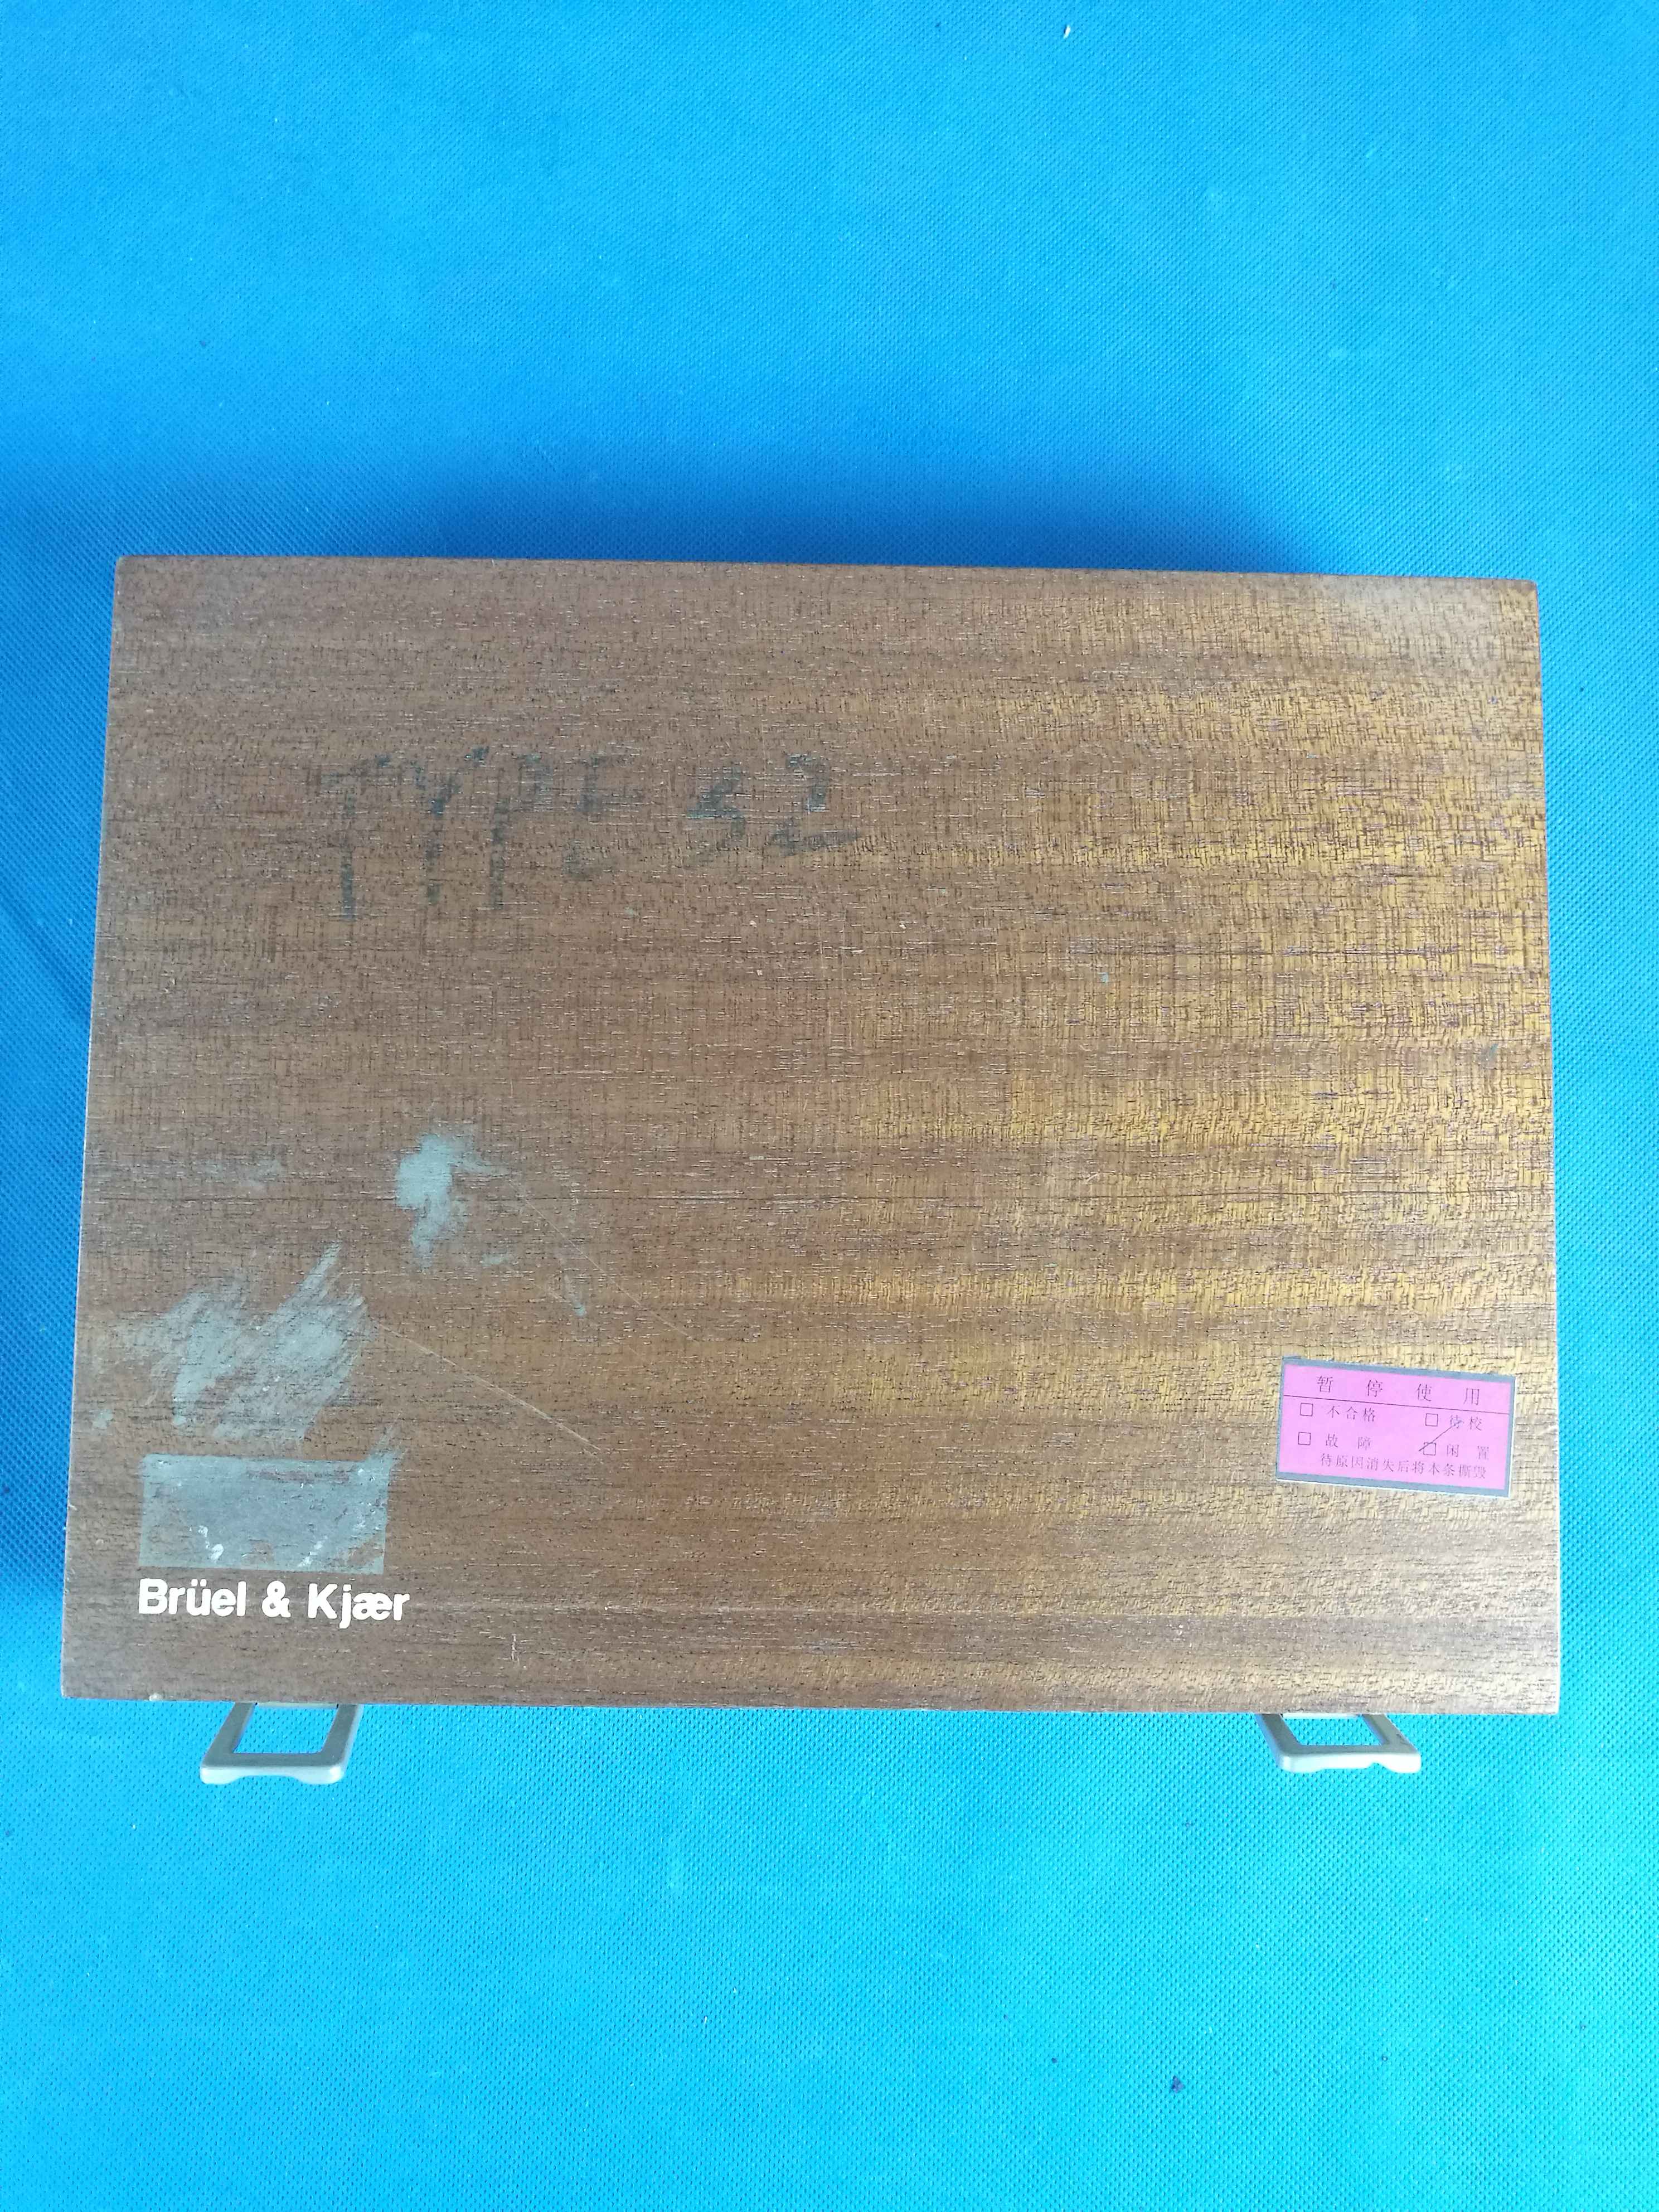 TYPE 32
暂停使用
□ 不合格 □ 待校
□ 故障 □ 闲置
待原因消失后将本条撕毁
Brüel & Kjær